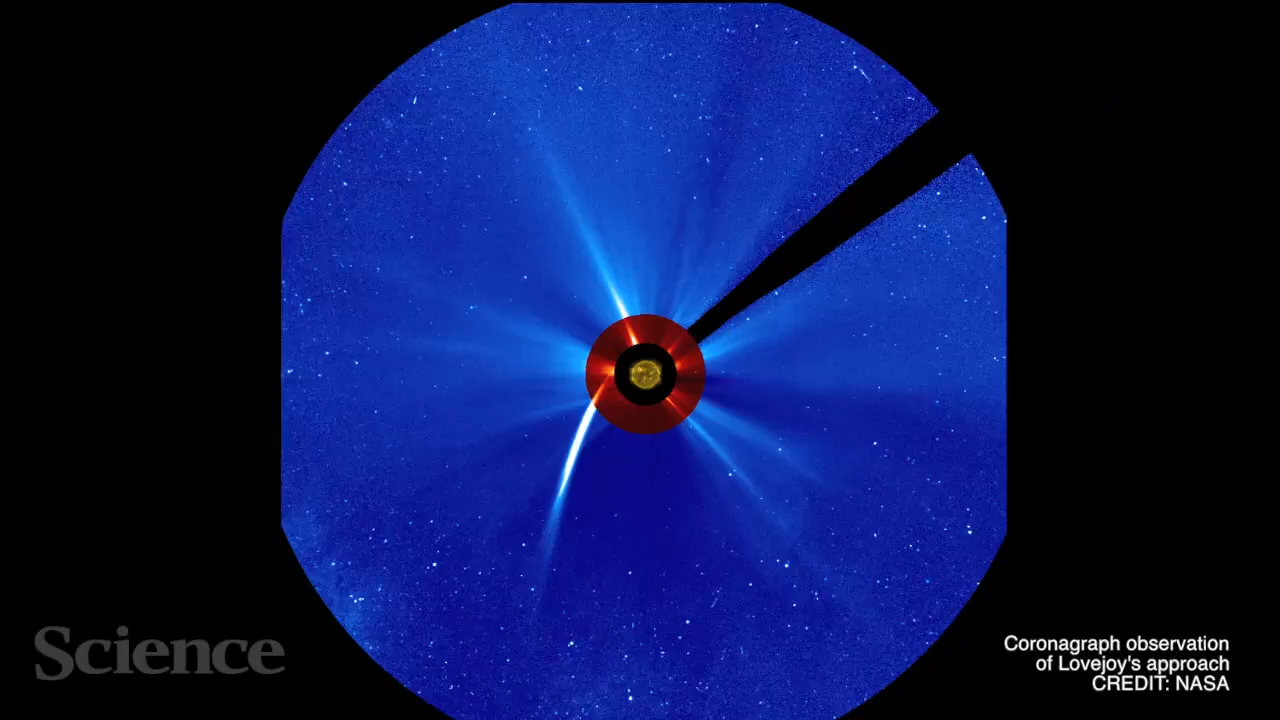 Science
Coronagraph observation
of Lovejoy's approach
CREDIT: NASA